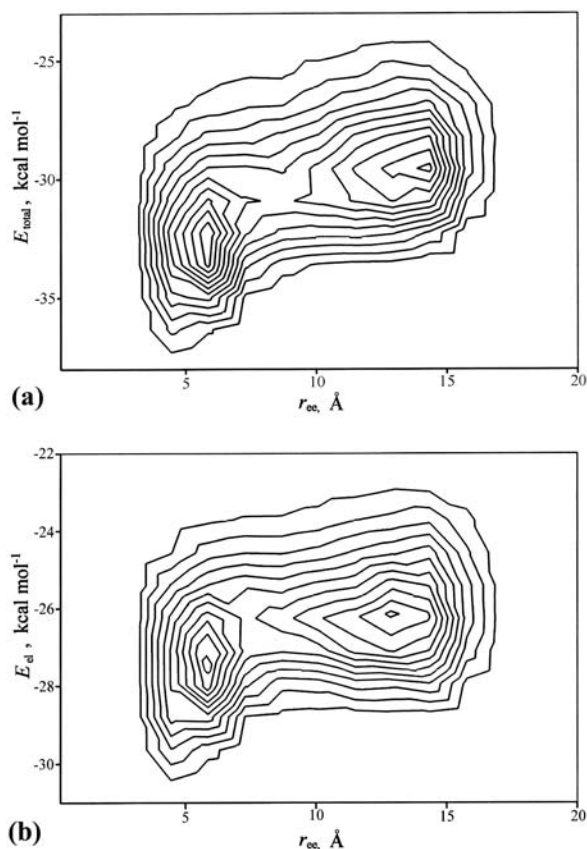 -25
-30
-35
E_total, kcal mol⁻¹
5
10
15
20
(a)
r_ee, Å
-22
-24
-26
-28
-30
E_el, kcal mol⁻¹
5
10
15
20
(b)
r_ee, Å